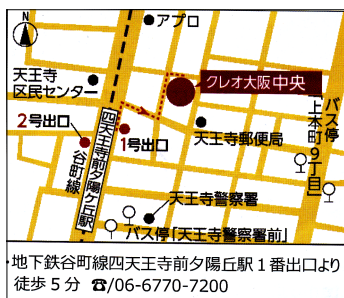 N
アプロ
クレオ大阪中央
天王寺
区民センター
バス停
上本町9丁目」
四天王寺前夕陽ケ丘駅
1号出口
2号出口
谷町線
天王寺郵便局
天王寺警察署
バス停「天王寺警察署前」
・地下鉄谷町線四天王寺前夕陽丘駅1番出口より
徒歩5分 ☎/06-6770-7200